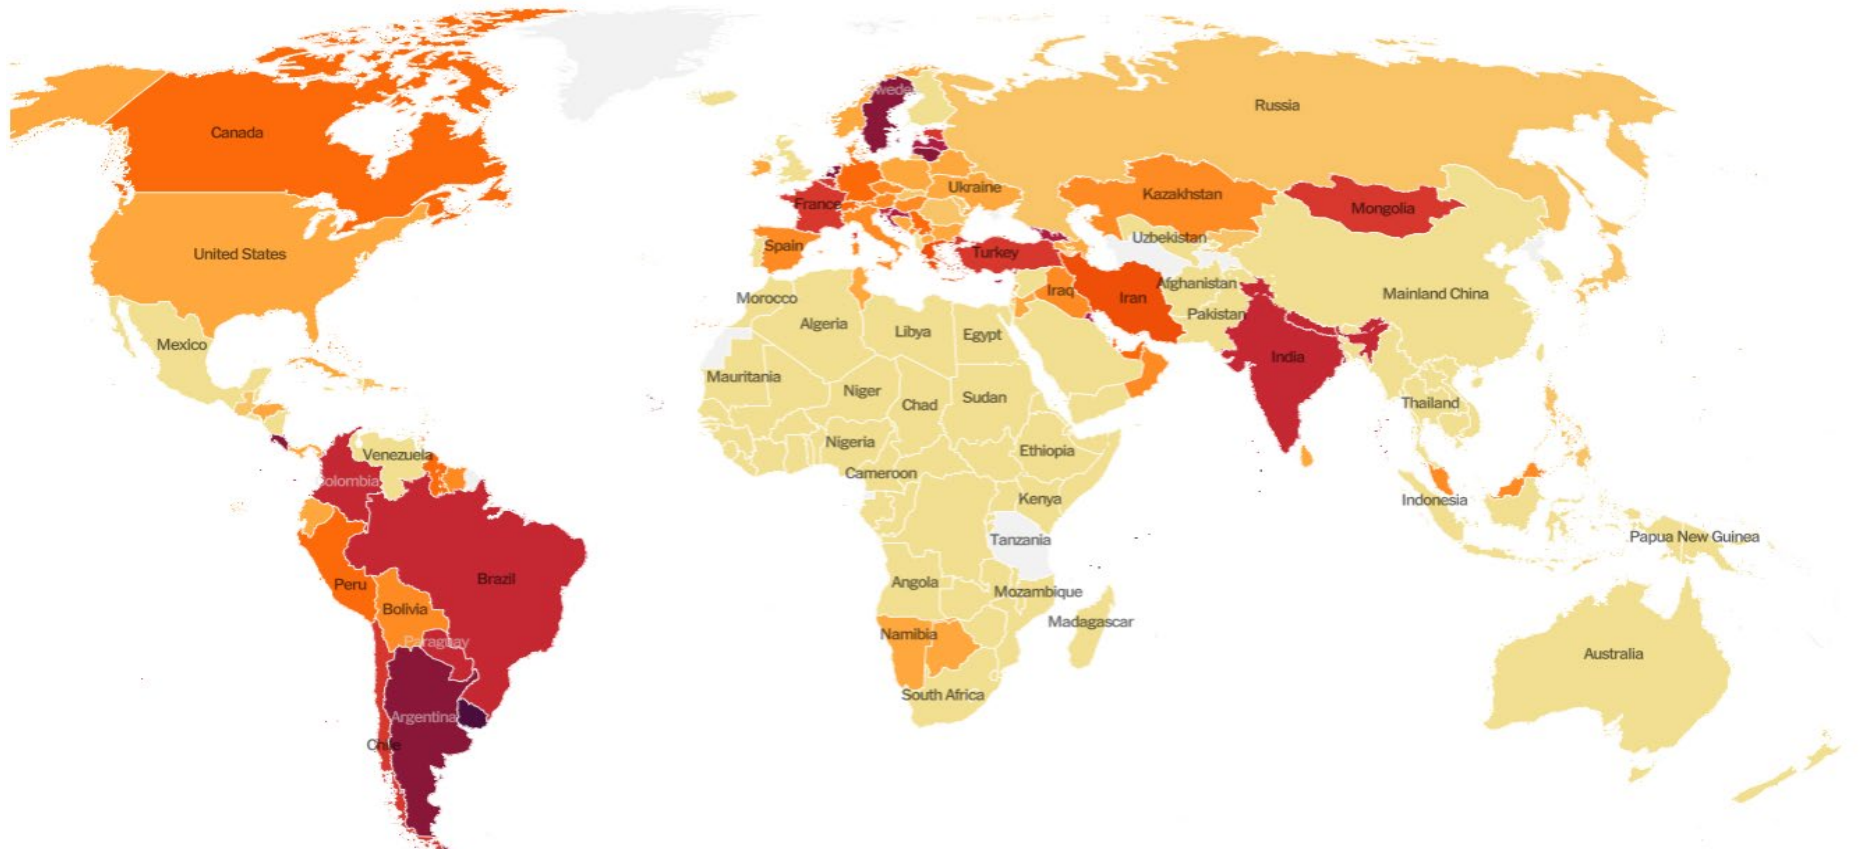 Canada
United States
Mexico
Venezuela
Colombia
Peru
Brazil
Bolivia
Paraguay
Argentina
Chile
Sweden
France
Spain
Ukraine
Turkey
Russia
Kazakhstan
Mongolia
Uzbekistan
Afghanistan
Iran
Iraq
Pakistan
Mainland China
India
Thailand
Morocco
Algeria
Libya
Egypt
Mauritania
Niger
Chad
Sudan
Nigeria
Cameroon
Ethiopia
Kenya
Tanzania
Angola
Mozambique
Namibia
Madagascar
South Africa
Indonesia
Papua New Guinea
Australia